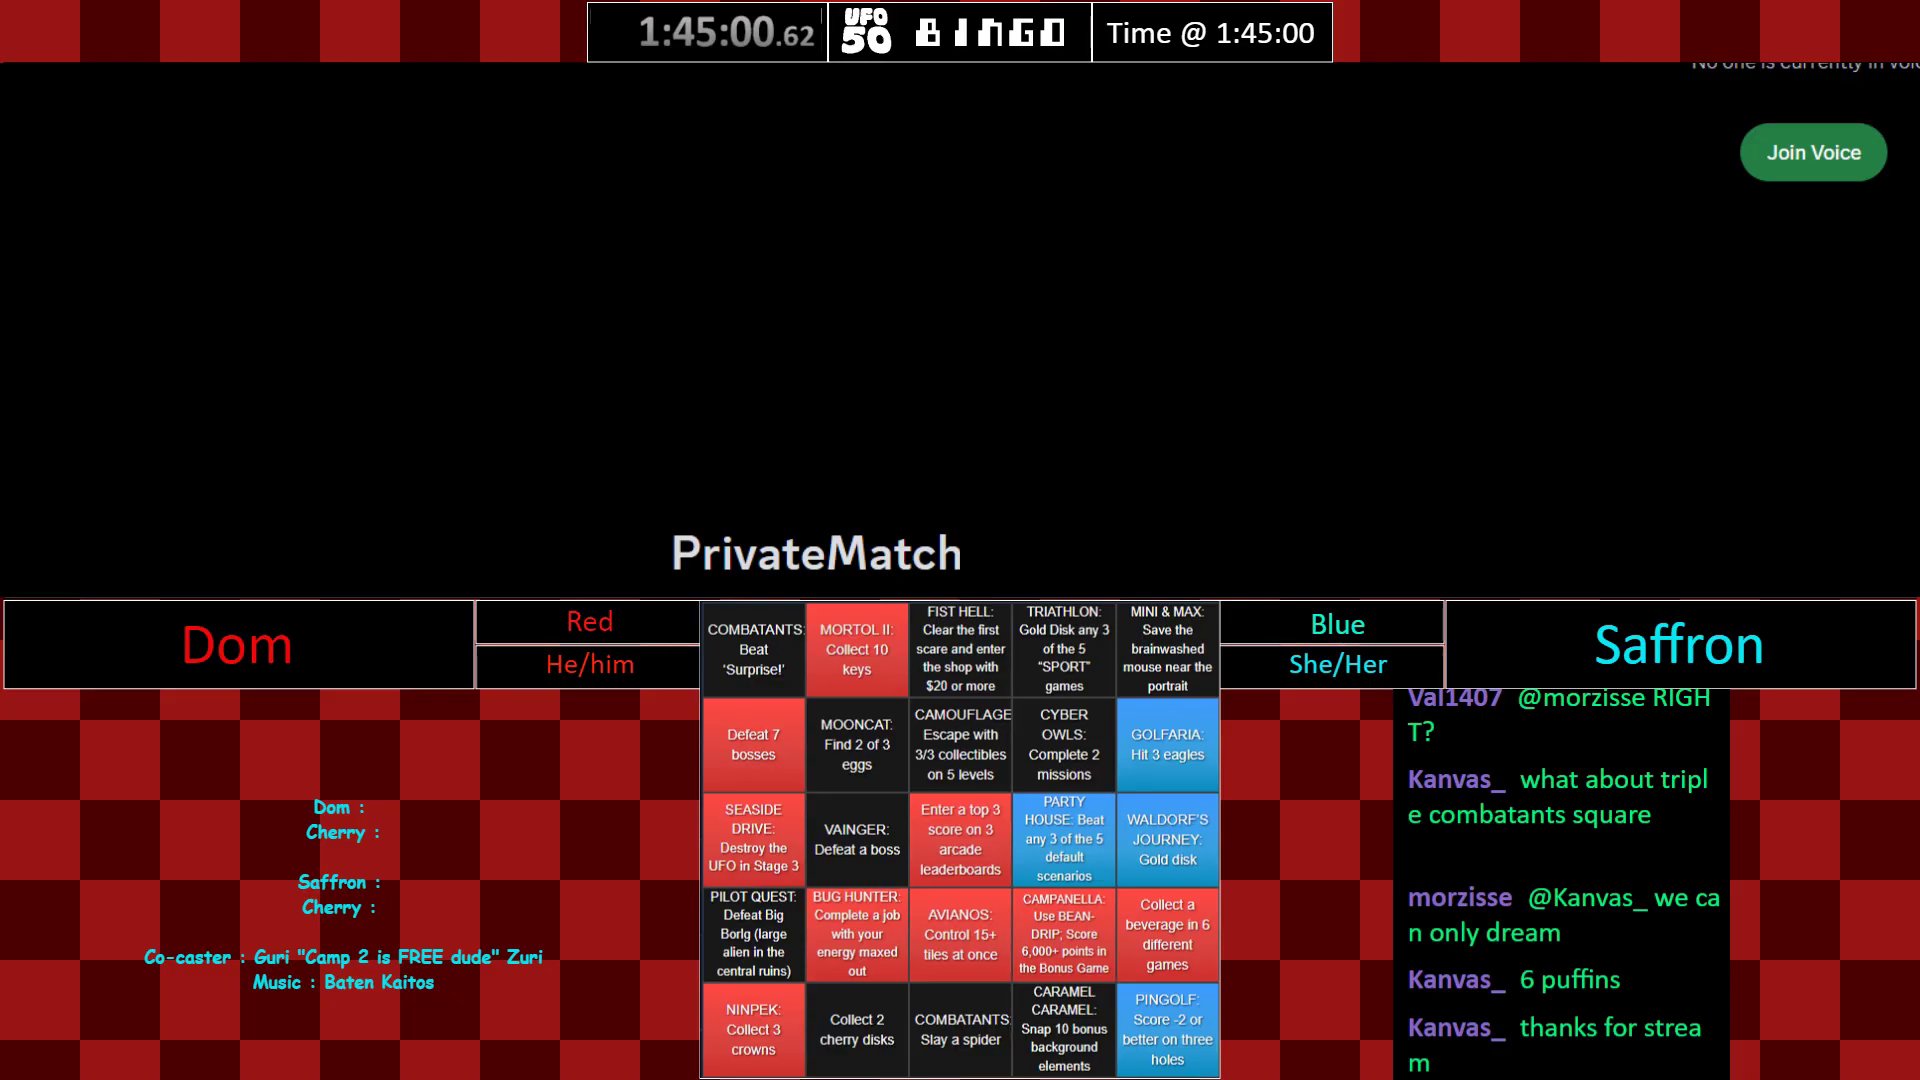 1:45:00.62
UFO 50
BINGO
Time @ 1:45:00
No one is currently in voic
Join Voice
PrivateMatch
Dom
Red
He/him
Blue
She/Her
Saffron
COMBATANTS:
Beat
'Surprise!'
MORTOL II:
Collect 10
keys
FIST HELL:
Clear the first
scare and enter
the shop with
$20 or more
TRIATHLON:
Gold Disk any 3
of the 5
"SPORT"
games
MINI & MAX:
Save the
brainwashed
mouse near the
portrait
Defeat 7
bosses
MOONCAT:
Find 2 of 3
eggs
CAMOUFLAGE
Escape with
3/3 collectibles
on 5 levels
CYBER
OWLS:
Complete 2
missions
GOLFARIA:
Hit 3 eagles
SEASIDE
DRIVE:
Destroy the
UFO in Stage 3
VAINGER:
Defeat a boss
Enter a top 3
score on 3
arcade
leaderboards
PARTY
HOUSE: Beat
any 3 of the 5
default
scenarios
WALDORF'S
JOURNEY:
Gold disk
PILOT QUEST:
Defeat Big
Borlg (large
alien in the
central ruins)
BUG HUNTER:
Complete a job
with your
energy maxed
out
AVIANOS:
Control 15+
tiles at once
CAMPANELLA:
Use BEAN-
DRIP; Score
6,000+ points in
the Bonus Game
Collect a
beverage in 6
different
games
NINPEK:
Collect 3
crowns
Collect 2
cherry disks
COMBATANTS
Slay a spider
CARAMEL
CARAMEL:
Snap 10 bonus
background
elements
PINGOLF:
Score -2 or
better on three
holes
Dom :
Cherry :
Saffron :
Cherry :
Co-caster : Guri "Camp 2 is FREE dude" Zuri
Music : Baten Kaitos
Val1407 @morzisse RIGH
T?
Kanvas_ what about tripl
e combatants square
morzisse @Kanvas_ we ca
n only dream
Kanvas_ 6 puffins
Kanvas_ thanks for strea
m